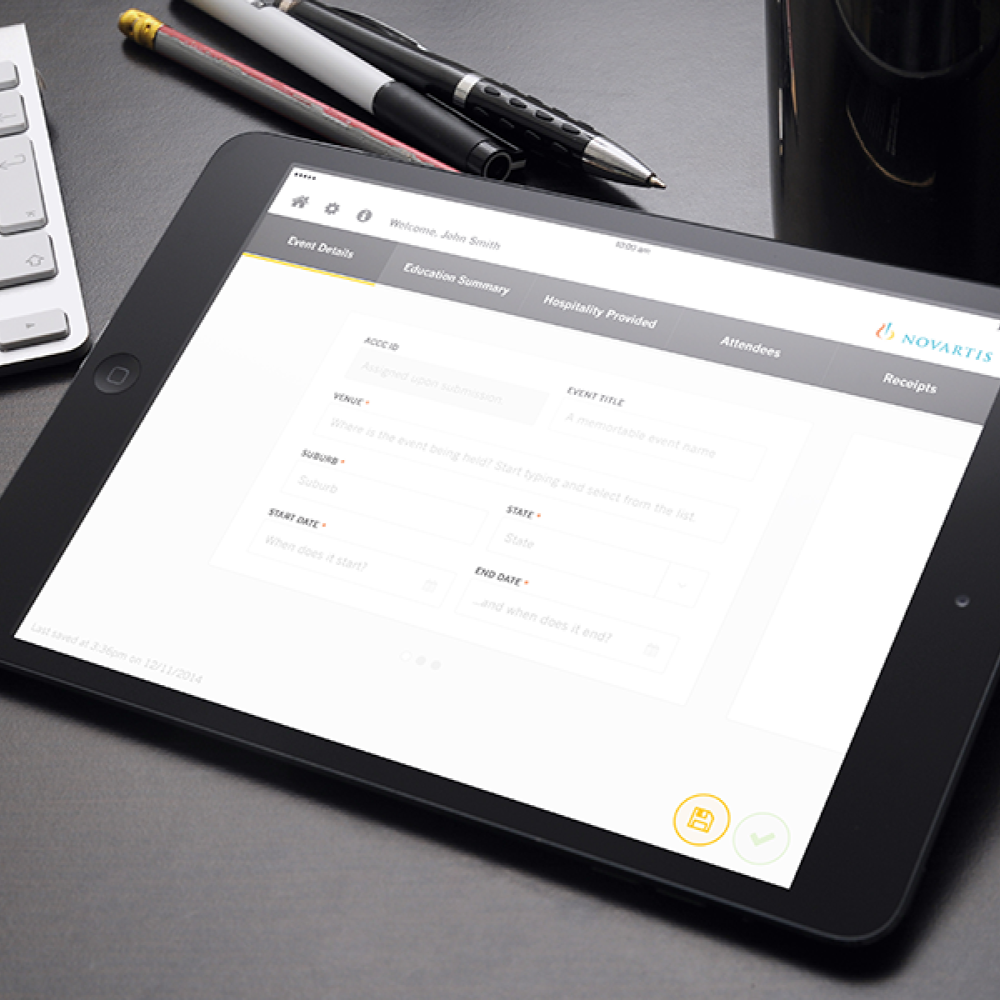 Welcome, John Smith
10:00 am
NOVARTIS
Event Details
Education Summary
Hospitality Provided
Attendees
Receipts
ACCC ID
Assigned upon submission
EVENT TITLE
A memortable event name
VENUE *
Where is the event being held? Start typing and select from the list.
SUBURB *
Suburb
STATE *
State
START DATE *
When does it start?
END DATE *
...and when does it end?
Last saved at 3:36pm on 12/11/2014